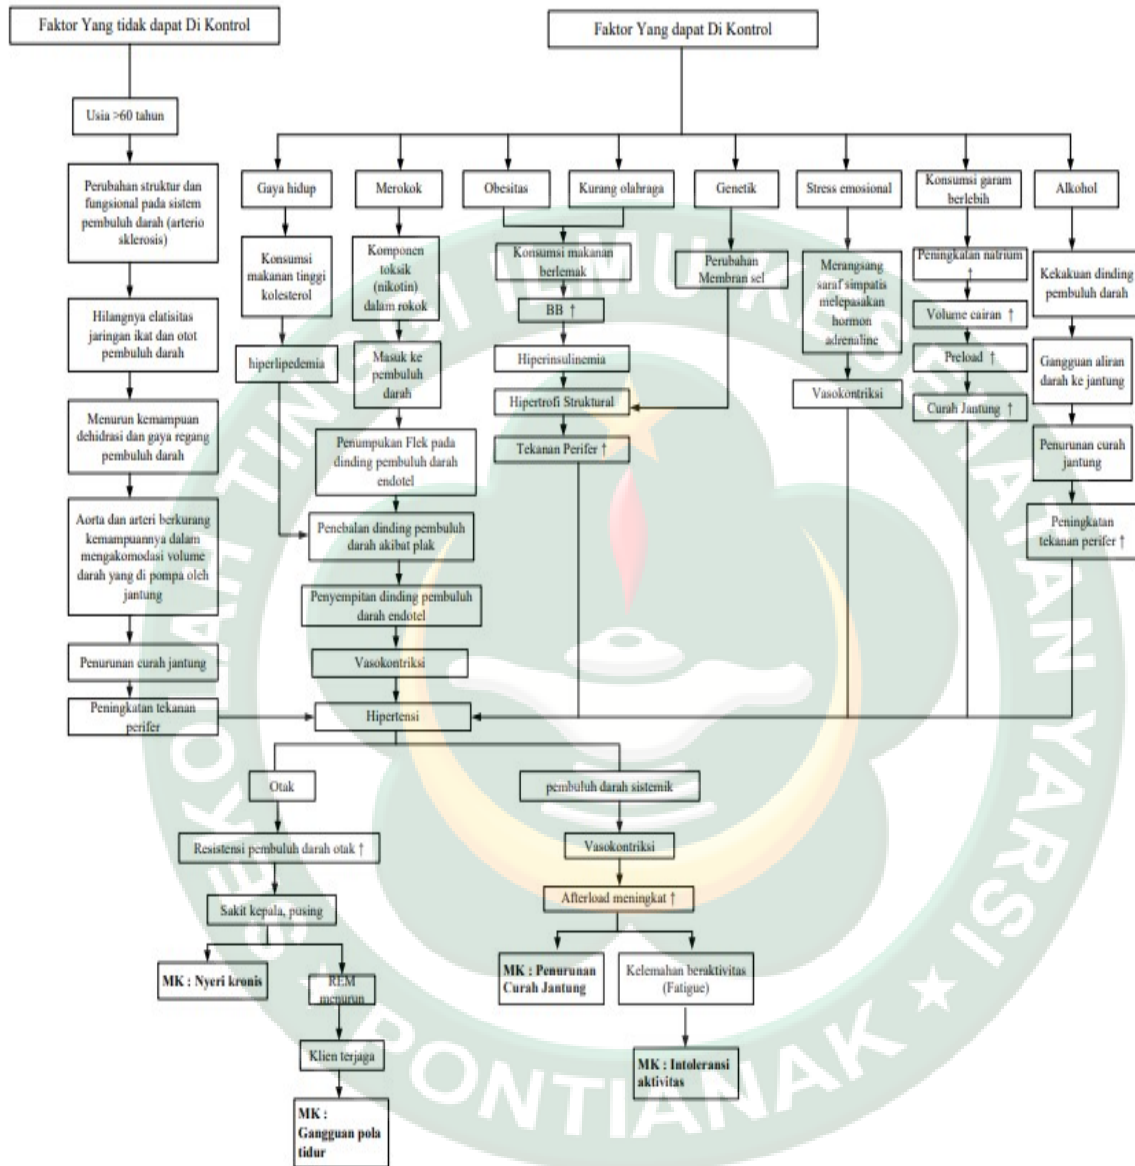 Faktor Yang tidak dapat Di Kontrol
Faktor Yang dapat Di Kontrol
Usia >60 tahun
Perubahan struktur dan
fungsional pada sistem
pembuluh darah (arterio
sklerosis)
Hilangnya elatisitas
jaringan ikat dan otot
pembuluh darah
Menurun kemampuan
dehidrasi dan gaya regang
pembuluh darah
Aorta dan arteri berkurang
kemampuannya dalam
mengakomodasi volume
darah yang di pompa oleh
jantung
Penurunan curah jantung
Peningkatan tekanan
perifer
Gaya hidup
Konsumsi
makanan tinggi
kolesterol
hiperlipedemia
Merokok
Komponen
toksik
(nikotin)
dalam rokok
Masuk ke
pembuluh
darah
Penumpukan Flek pada
dinding pembuluh darah
endotel
Penebalan dinding pembuluh
darah akibat plak
Penyempitan dinding pembuluh
darah endotel
Vasokontriksi
Hipertensi
Obesitas
Kurang olahraga
Konsumsi makanan
berlemak
BB ↑
Hiperinsulinemia
Hipertrofi Struktural
Tekanan Perifer ↑
Genetik
Perubahan
Membran sel
Stress emosional
Merangsang
saraf simpatis
melepasakan
hormon
adrenaline
Vasokontriksi
Konsumsi garam
berlebih
Peningkatan natrium
↑
Volume cairan ↑
Preload ↑
Curah Jantung ↑
Alkohol
Kekakuan dinding
pembuluh darah
Gangguan aliran
darah ke jantung
Penurunan curah
jantung
Peningkatan
tekanan perifer ↑
Otak
Resistensi pembuluh darah otak ↑
Sakit kepala, pusing
MK : Nyeri kronis
REM
menurun
Klien terjaga
MK :
Gangguan pola
tidur
pembuluh darah sistemik
Vasokontriksi
Afterload meningkat ↑
MK : Penurunan
Curah Jantung
Kelemahan beraktivitas
(Fatigue)
MK : Intoleransi
aktivitas
SEKOLAH TINGGI ILMU KESEHATAN YARSI
PONTIANAK